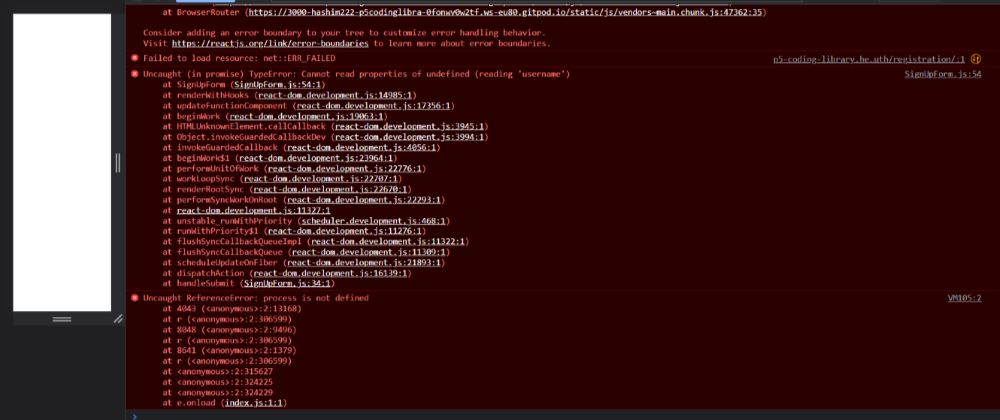 at BrowserRouter (https://3000-hashim222-p5codinglibra-0fonwv0w2tf.ws-eu80.gitpod.io/static/js/vendors~main.chunk.js:47362:35)
Consider adding an error boundary to your tree to customize error handling behavior.
Visit https://reactjs.org/link/error-boundaries to learn more about error boundaries.
Failed to load resource: net::ERR_FAILED p5-coding-library.he…uth/registration/:1
Uncaught (in promise) TypeError: Cannot read properties of undefined (reading 'username') SignUpForm.js:54
at SignUpForm (SignUpForm.js:54:1)
at renderWithHooks (react-dom.development.js:14985:1)
at updateFunctionComponent (react-dom.development.js:17356:1)
at beginWork (react-dom.development.js:19063:1)
at HTMLUnknownElement.callCallback (react-dom.development.js:3945:1)
at Object.invokeGuardedCallbackDev (react-dom.development.js:3994:1)
at invokeGuardedCallback (react-dom.development.js:4056:1)
at beginWork$1 (react-dom.development.js:23964:1)
at performUnitOfWork (react-dom.development.js:22776:1)
at workLoopSync (react-dom.development.js:22707:1)
at renderRootSync (react-dom.development.js:22670:1)
at performSyncWorkOnRoot (react-dom.development.js:22293:1)
at react-dom.development.js:11327:1
at unstable_runWithPriority (scheduler.development.js:468:1)
at runWithPriority$1 (react-dom.development.js:11276:1)
at flushSyncCallbackQueueImpl (react-dom.development.js:11322:1)
at flushSyncCallbackQueue (react-dom.development.js:11309:1)
at scheduleUpdateOnFiber (react-dom.development.js:21893:1)
at dispatchAction (react-dom.development.js:16139:1)
at handleSubmit (SignUpForm.js:34:1)
Uncaught ReferenceError: process is not defined VM105:2
at 4043 (<anonymous>:2:13168)
at r (<anonymous>:2:306599)
at 8048 (<anonymous>:2:9496)
at r (<anonymous>:2:306599)
at 8641 (<anonymous>:2:1379)
at r (<anonymous>:2:306599)
at <anonymous>:2:315627
at <anonymous>:2:324225
at <anonymous>:2:324229
at e.onload (index.js:1:1)